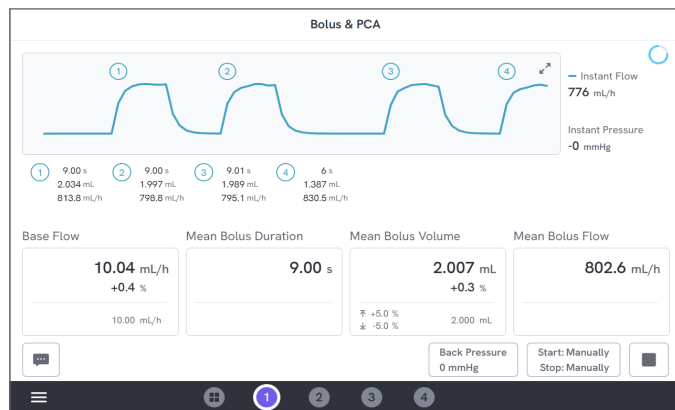 Bolus & PCA
1
2
3
4
Instant Flow
776 mL/h
Instant Pressure
-0 mmHg
1 9.00 s 2 9.00 s 3 9.01 s 4 6 s
2.034 mL 1.997 mL 1.989 mL 1.387 mL
813.8 mL/h 798.8 mL/h 795.1 mL/h 830.5 mL/h
Base Flow Mean Bolus Duration Mean Bolus Volume Mean Bolus Flow
10.04 mL/h 9.00 s 2.007 mL 802.6 mL/h
+0.4 % +0.3 %
10.00 mL/h +5.0 % 2.000 mL
-5.0 %
Back Pressure Start: Manually
0 mmHg Stop: Manually
1 2 3 4